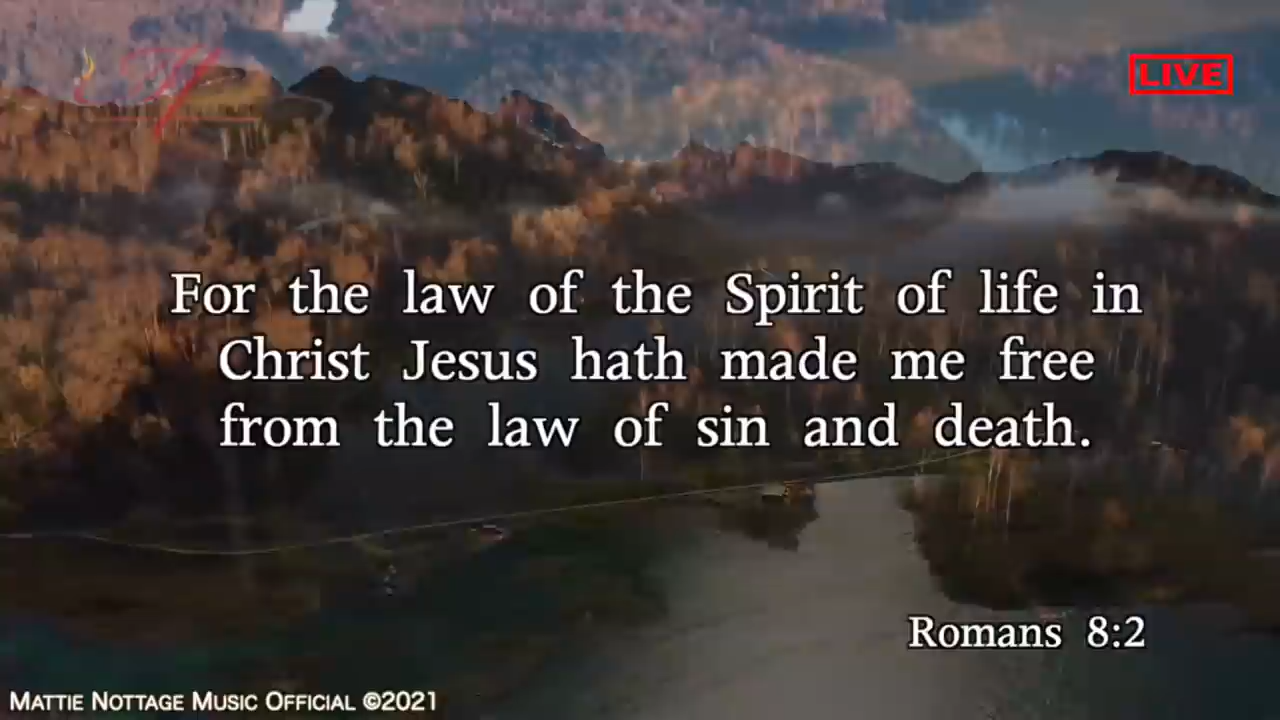 LIVE
For the law of the Spirit of life in
Christ Jesus hath made me free
from the law of sin and death.
Romans 8:2
MATTIE NOTTAGE MUSIC OFFICIAL ©2021